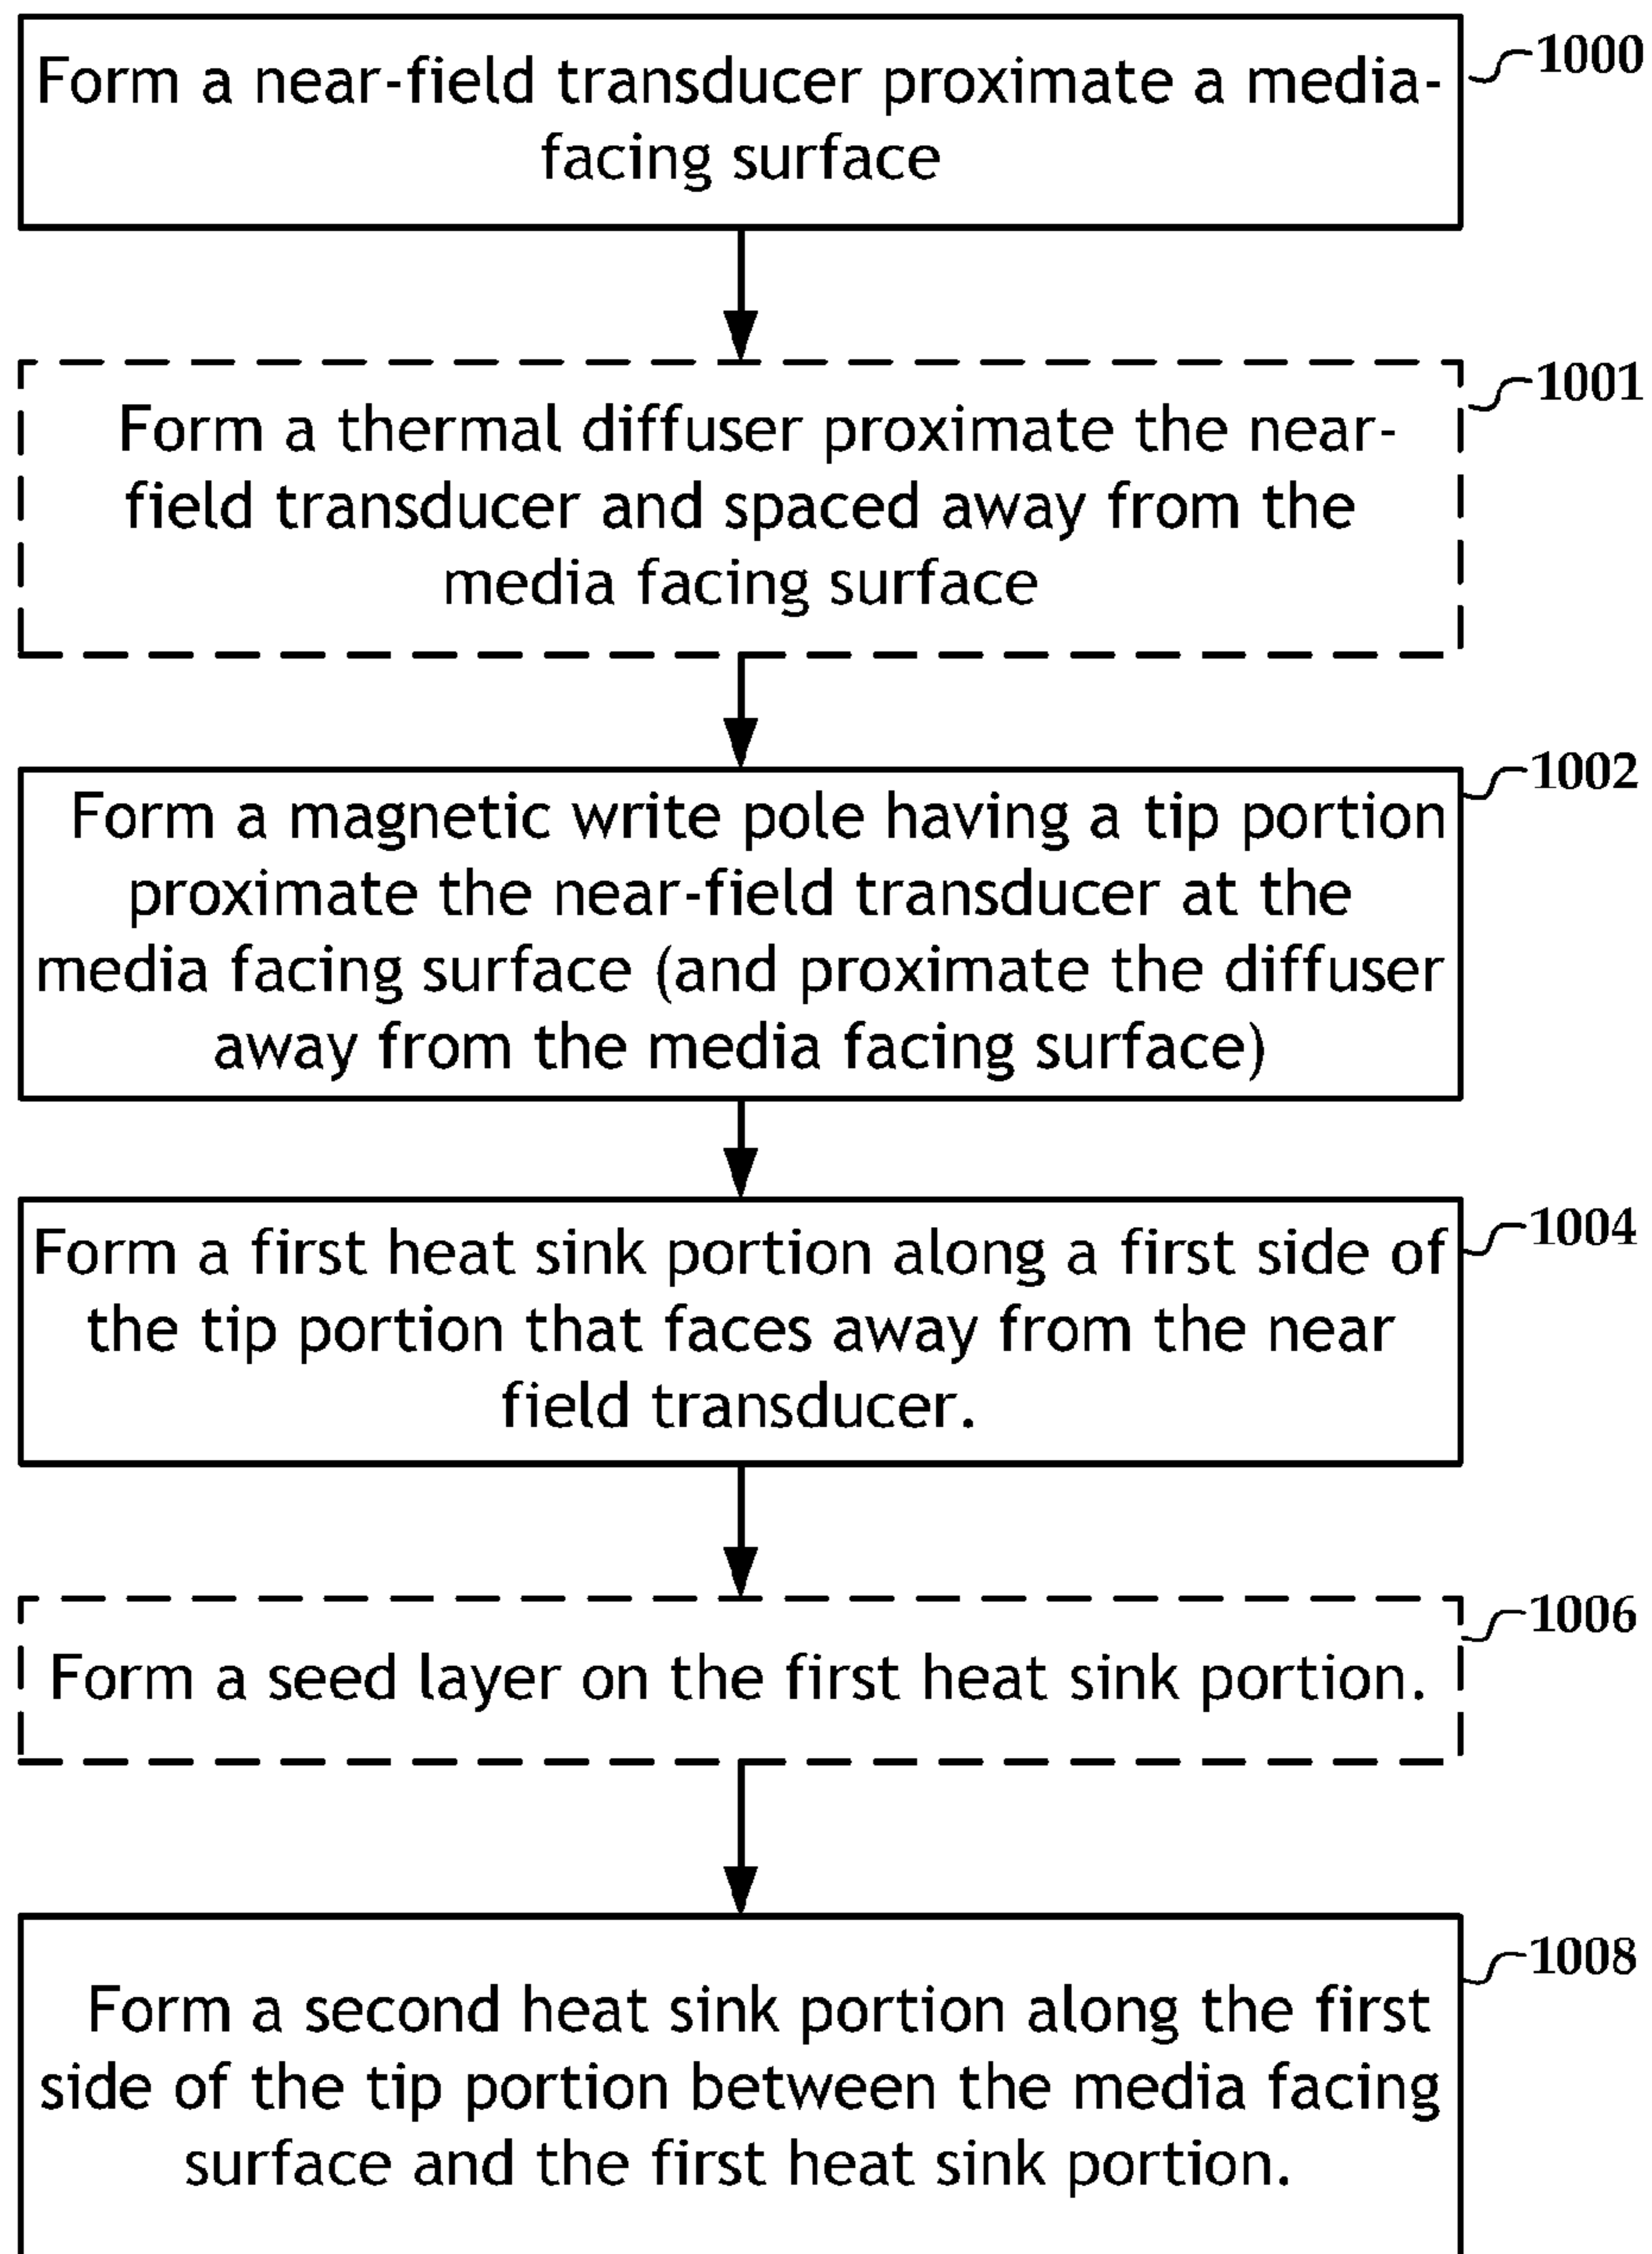 Form a near-field transducer proximate a media-
facing surface
1000
Form a thermal diffuser proximate the near-
field transducer and spaced away from the
media facing surface
1001
Form a magnetic write pole having a tip portion
proximate the near-field transducer at the
media facing surface (and proximate the diffuser
away from the media facing surface)
1002
Form a first heat sink portion along a first side of
the tip portion that faces away from the near
field transducer.
1004
Form a seed layer on the first heat sink portion.
1006
Form a second heat sink portion along the first
side of the tip portion between the media facing
surface and the first heat sink portion.
1008